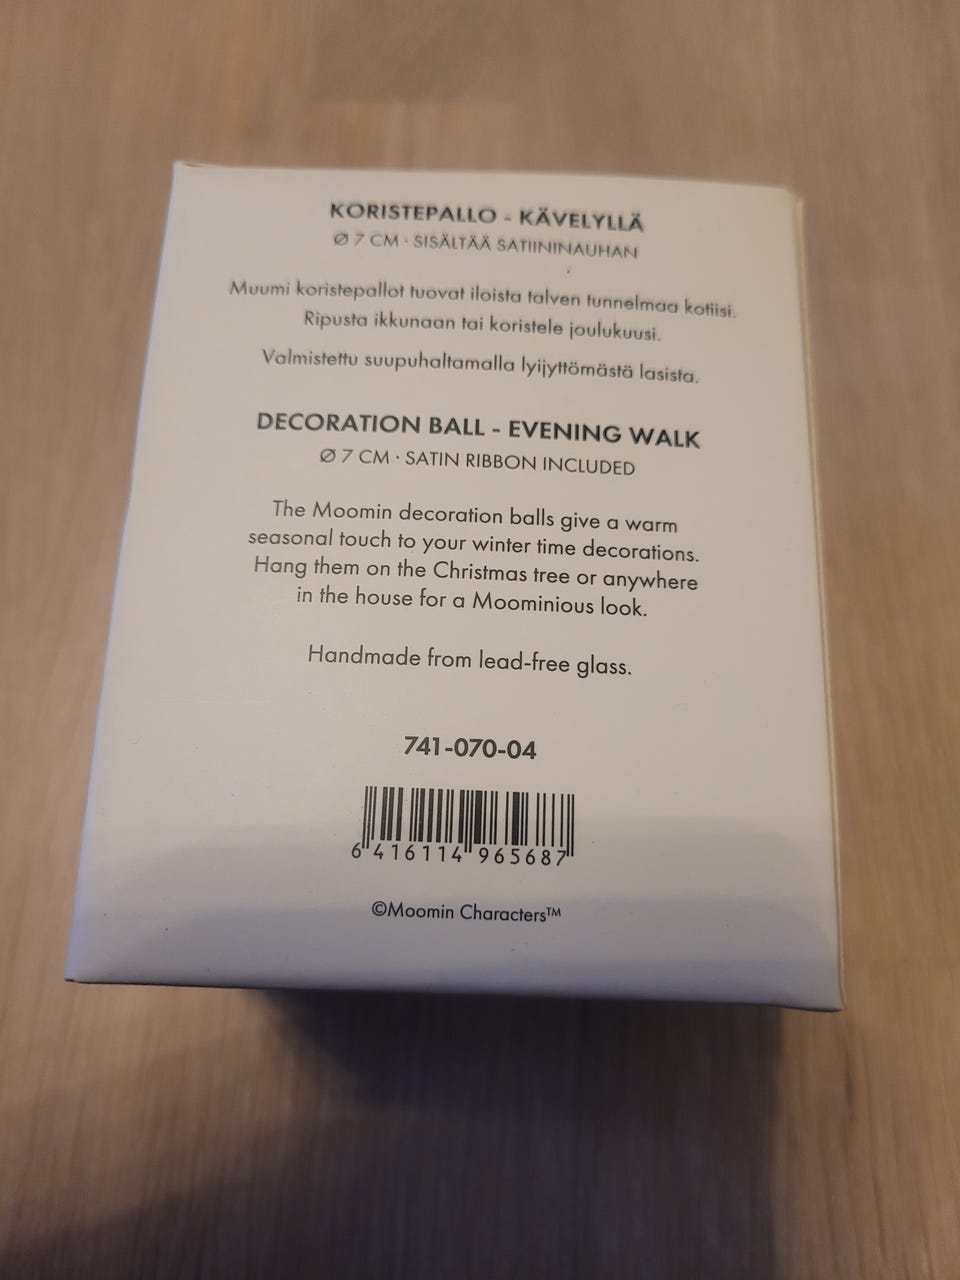 KORISTEPALLO - KÄVELYLLÄ
Ø 7 CM · SISÄLTÄÄ SATIININAUHAN
Muumi koristepallot tuovat iloista talven tunnelmaa kotiisi.
Ripusta ikkunaan tai koristele joulukuusi.
Valmistettu suupuhaltamalla lyijyttömästä lasista.
DECORATION BALL - EVENING WALK
Ø 7 CM · SATIN RIBBON INCLUDED
The Moomin decoration balls give a warm
seasonal touch to your winter time decorations.
Hang them on the Christmas tree or anywhere
in the house for a Moominious look.
Handmade from lead-free glass.
741-070-04
6 416114 965687
©Moomin Characters™